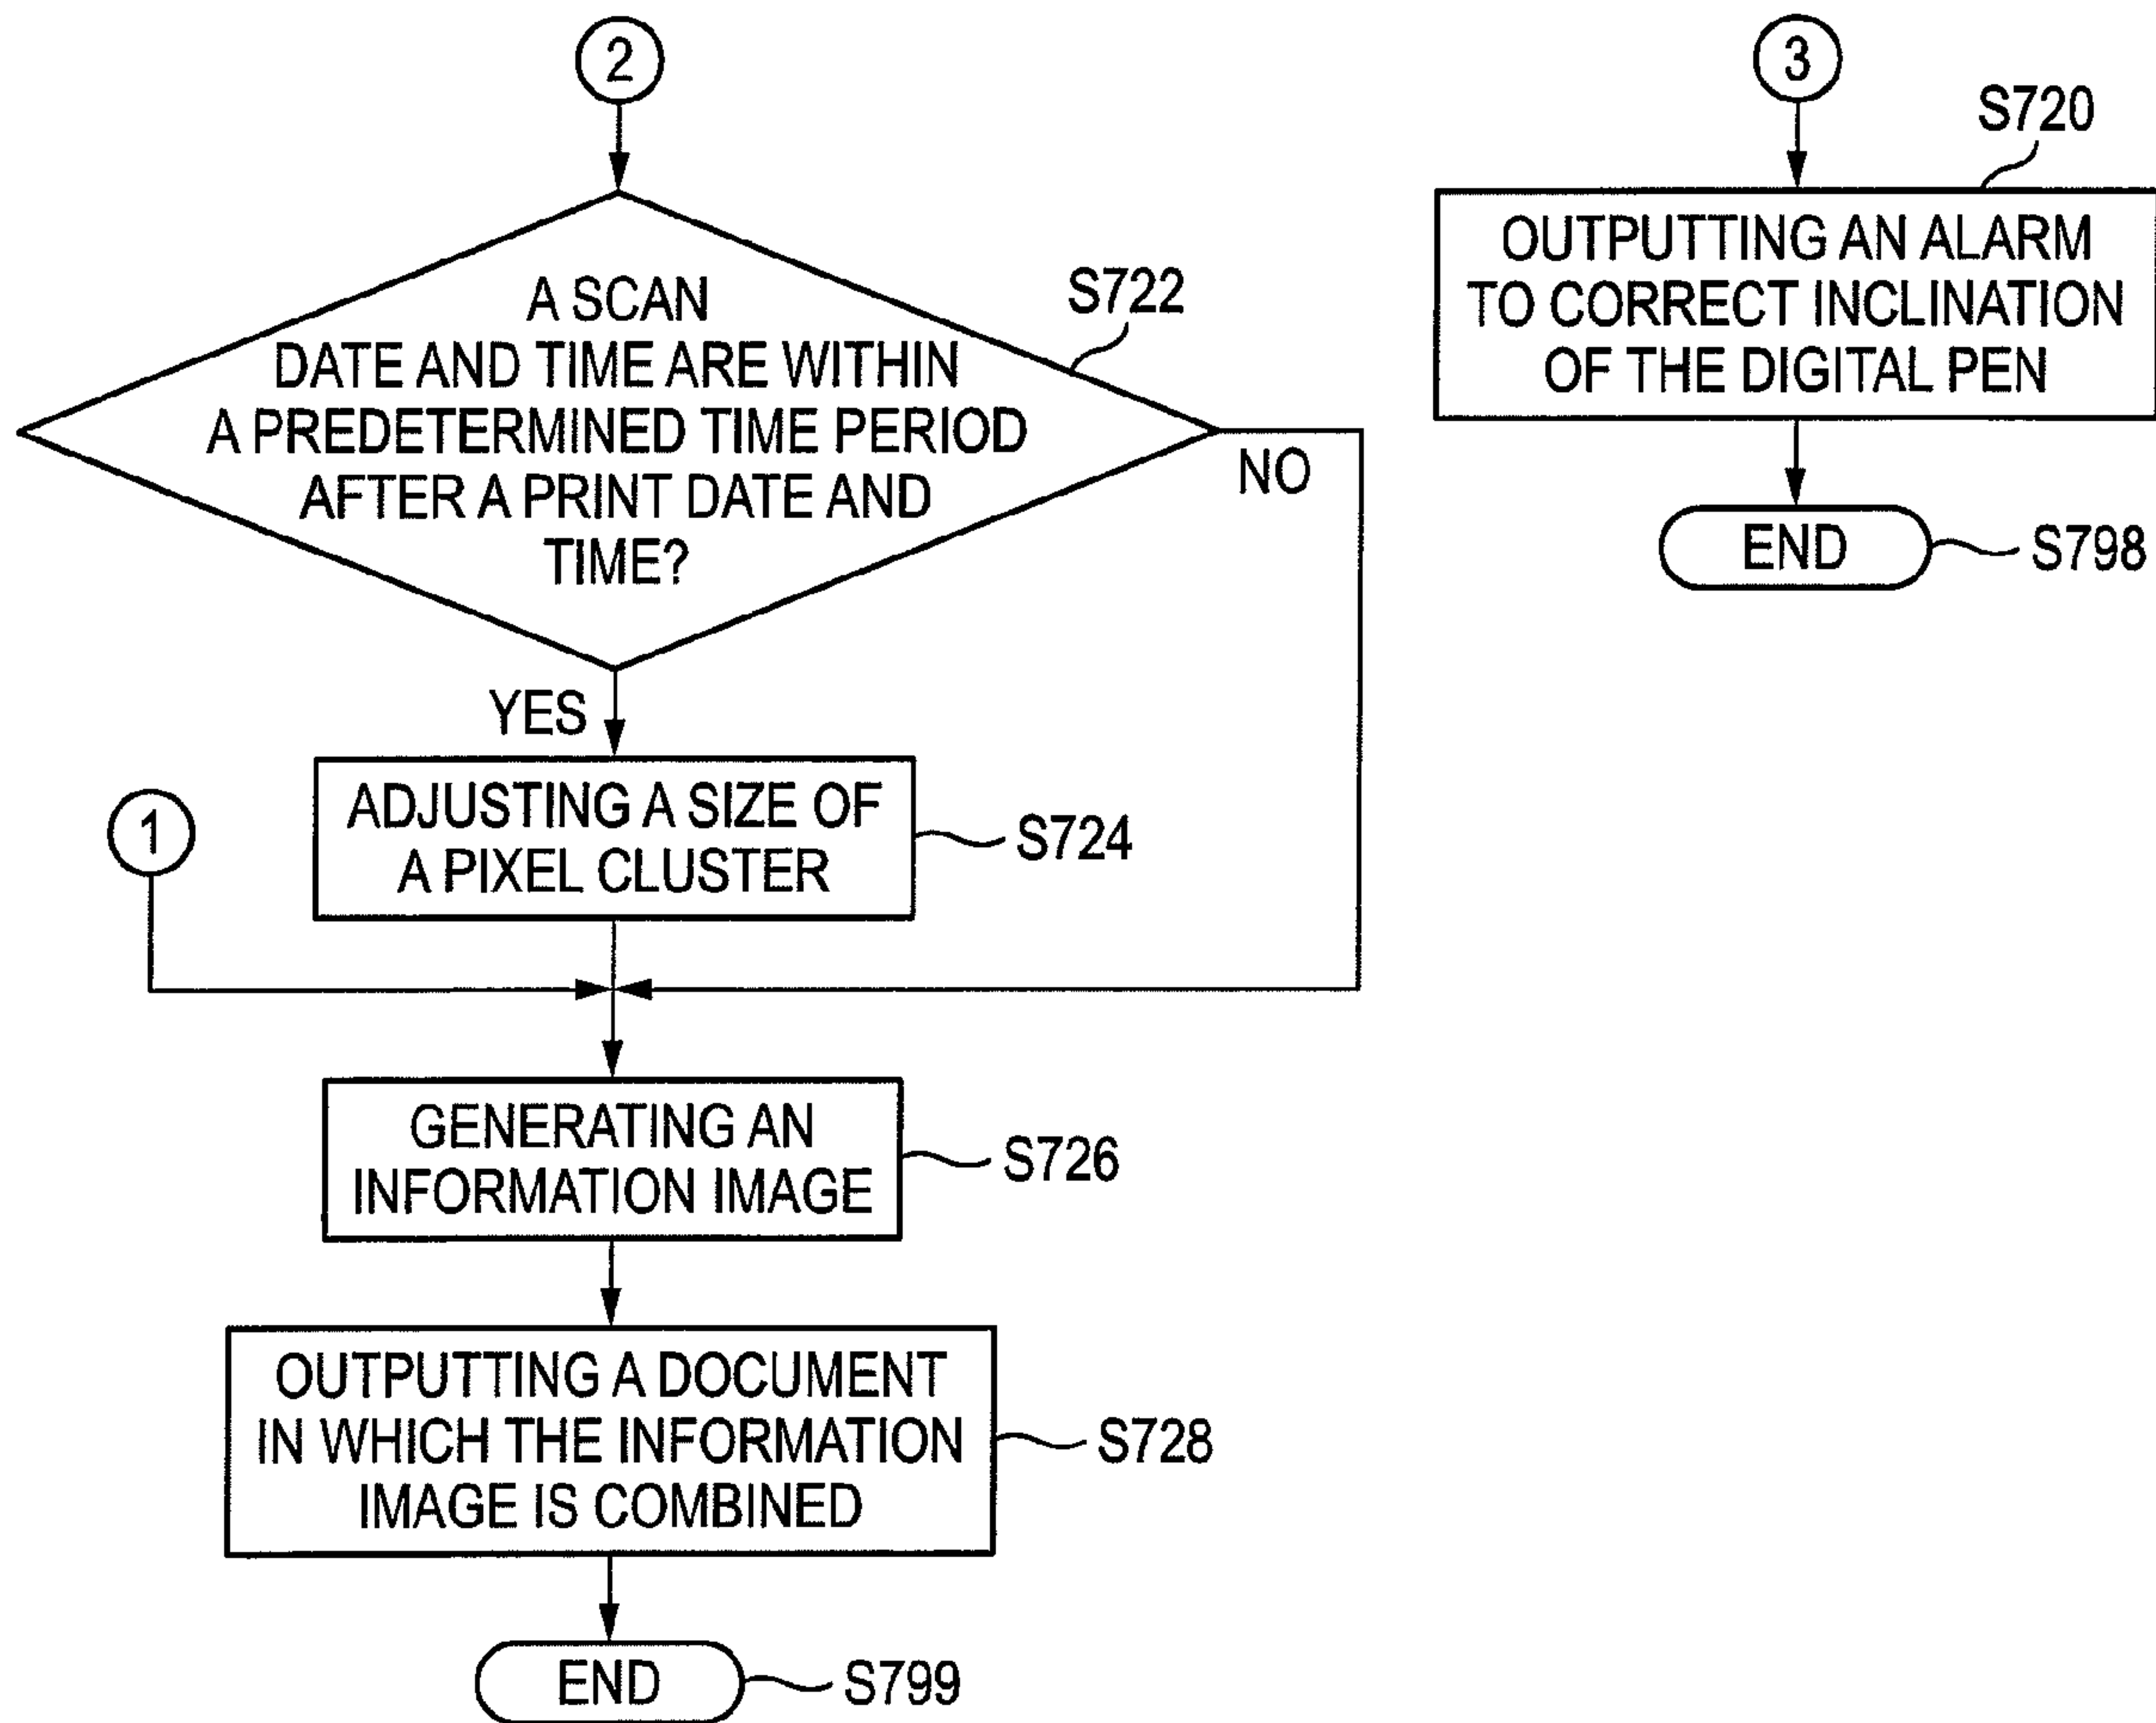 2
A SCAN
DATE AND TIME ARE WITHIN
A PREDETERMINED TIME PERIOD
AFTER A PRINT DATE AND
TIME?
S722
NO
YES
ADJUSTING A SIZE OF
A PIXEL CLUSTER
S724
1
GENERATING AN
INFORMATION IMAGE
S726
OUTPUTTING A DOCUMENT
IN WHICH THE INFORMATION
IMAGE IS COMBINED
S728
END
S799
3
S720
OUTPUTTING AN ALARM
TO CORRECT INCLINATION
OF THE DIGITAL PEN
END
S798